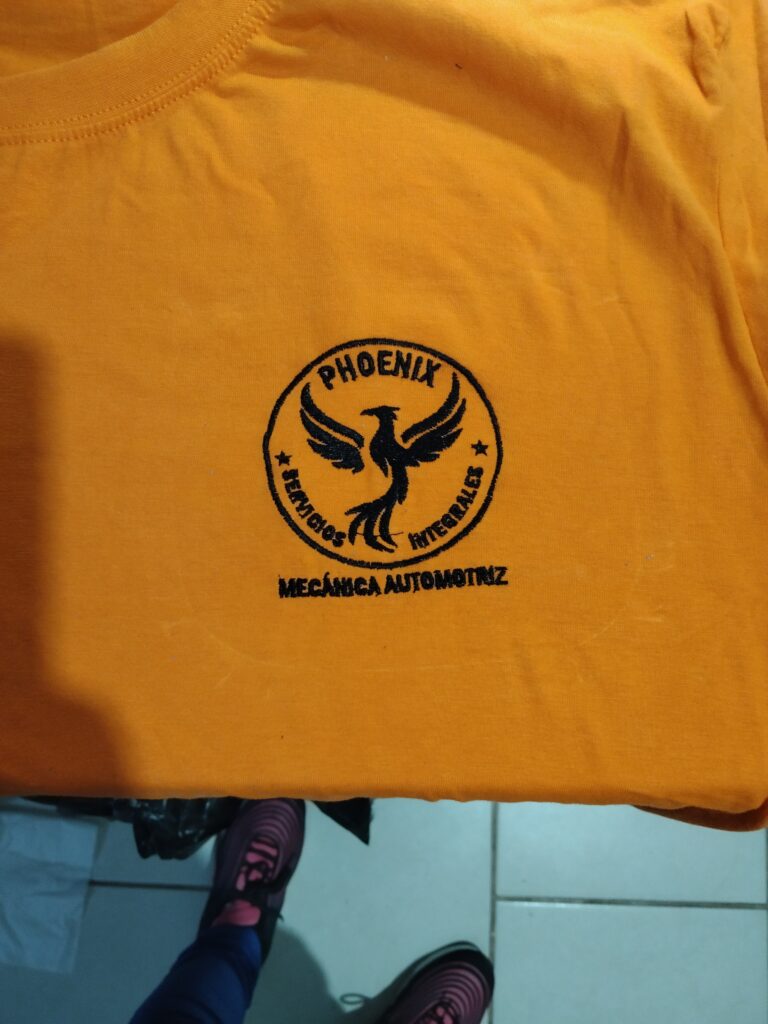 PHOENIX
SERVICIOS INTEGRALES
MECÁNICA AUTOMOTRIZ